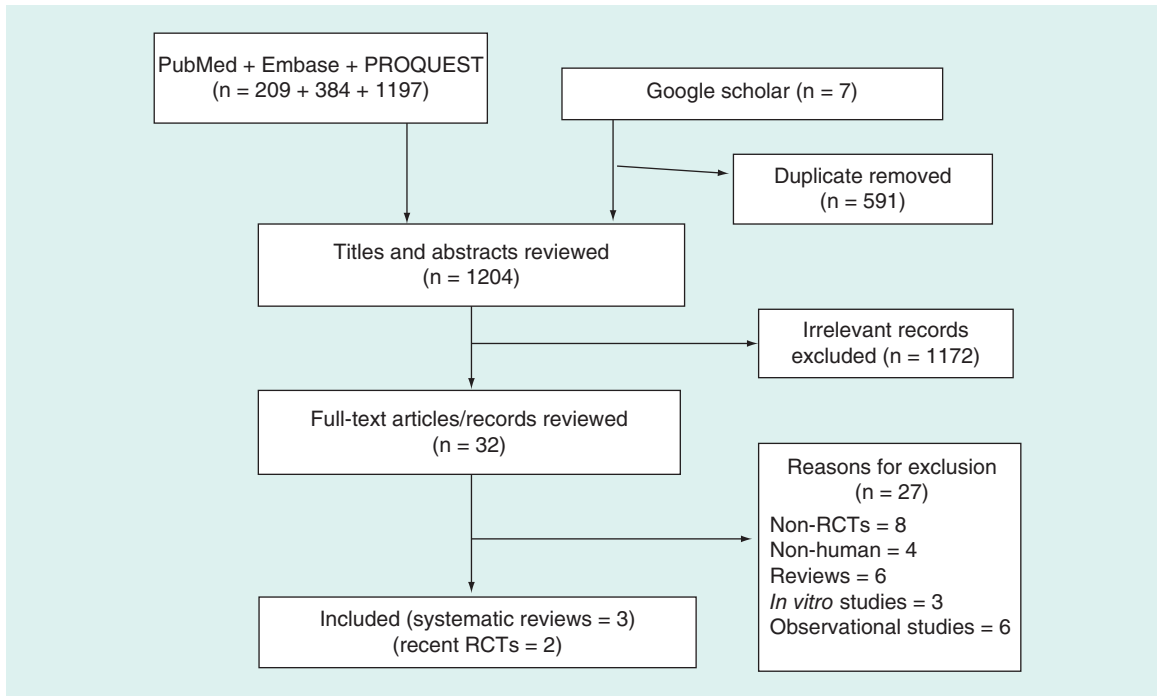 PubMed + Embase + PROQUEST
(n = 209 + 384 + 1197)
Google scholar (n = 7)
Duplicate removed
(n = 591)
Titles and abstracts reviewed
(n = 1204)
Irrelevant records
excluded (n = 1172)
Full-text articles/records reviewed
(n = 32)
Reasons for exclusion
(n = 27)
Non-RCTs = 8
Non-human = 4
Reviews = 6
In vitro studies = 3
Observational studies = 6
Included (systematic reviews = 3)
(recent RCTs = 2)